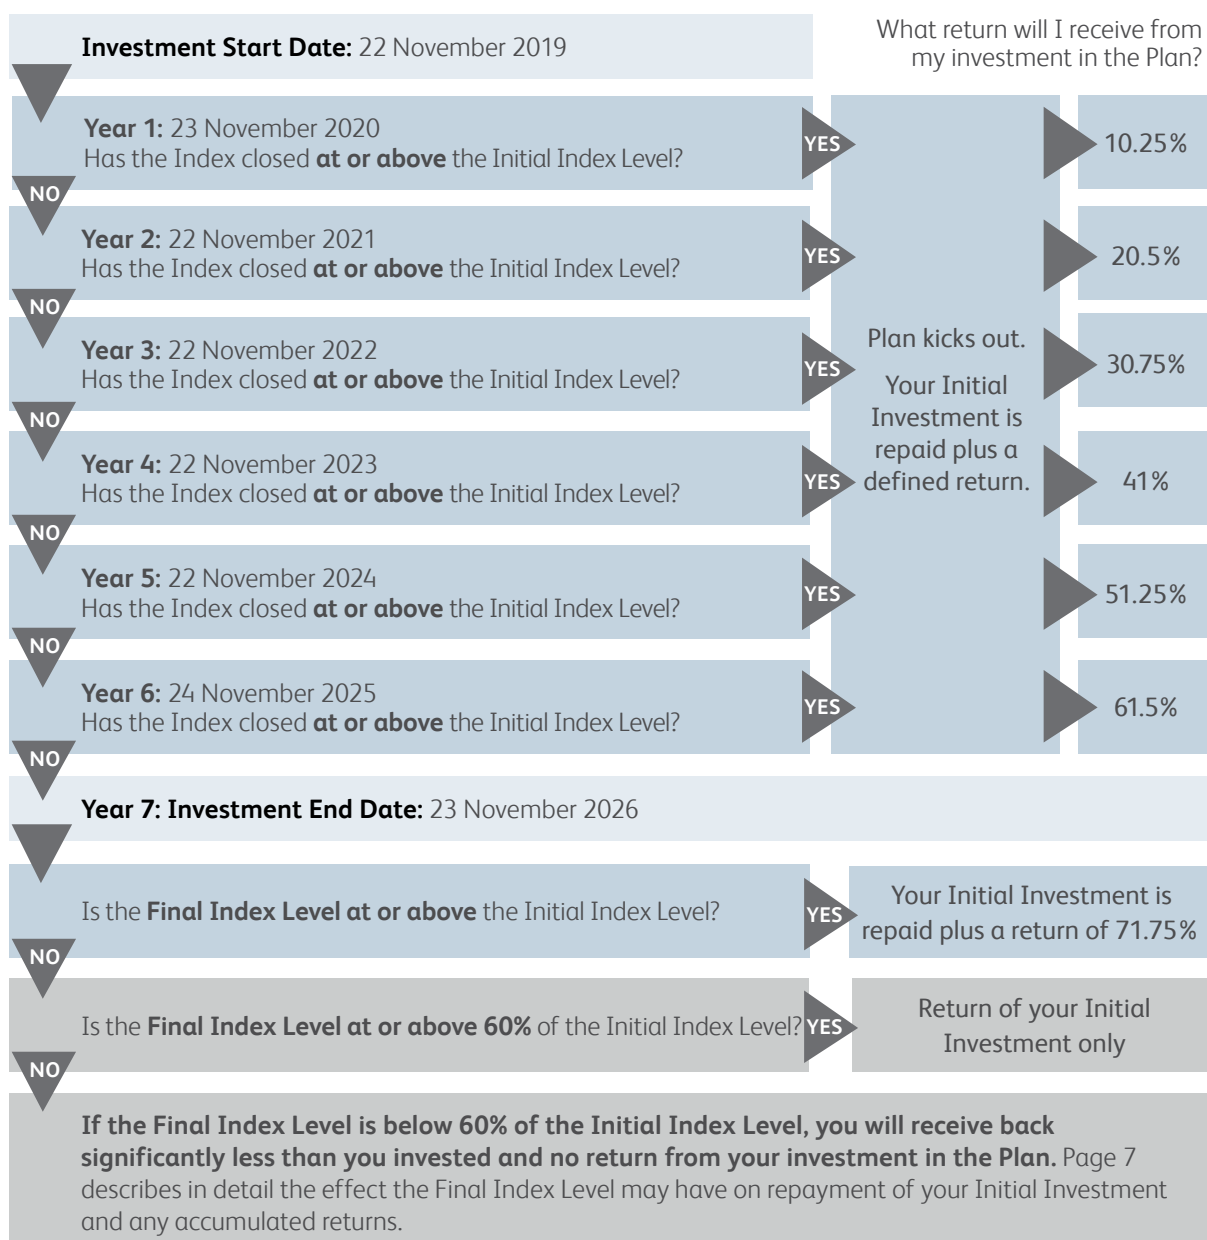 What return will I receive from
my investment in the Plan?
Investment Start Date: 22 November 2019
Year 1: 23 November 2020
Has the Index closed at or above the Initial Index Level?
YES
10.25%
NO
Year 2: 22 November 2021
Has the Index closed at or above the Initial Index Level?
YES
20.5%
NO
Year 3: 22 November 2022
Has the Index closed at or above the Initial Index Level?
YES
30.75%
NO
Year 4: 22 November 2023
Has the Index closed at or above the Initial Index Level?
YES
41%
NO
Year 5: 22 November 2024
Has the Index closed at or above the Initial Index Level?
YES
51.25%
NO
Year 6: 24 November 2025
Has the Index closed at or above the Initial Index Level?
YES
61.5%
NO
Plan kicks out.
Your Initial
Investment is
repaid plus a
defined return.
Year 7: Investment End Date: 23 November 2026
Is the Final Index Level at or above the Initial Index Level?
YES
Your Initial Investment is
repaid plus a return of 71.75%
NO
Is the Final Index Level at or above 60% of the Initial Index Level?
YES
Return of your Initial
Investment only
NO
If the Final Index Level is below 60% of the Initial Index Level, you will receive back
significantly less than you invested and no return from your investment in the Plan. Page 7
describes in detail the effect the Final Index Level may have on repayment of your Initial Investment
and any accumulated returns.